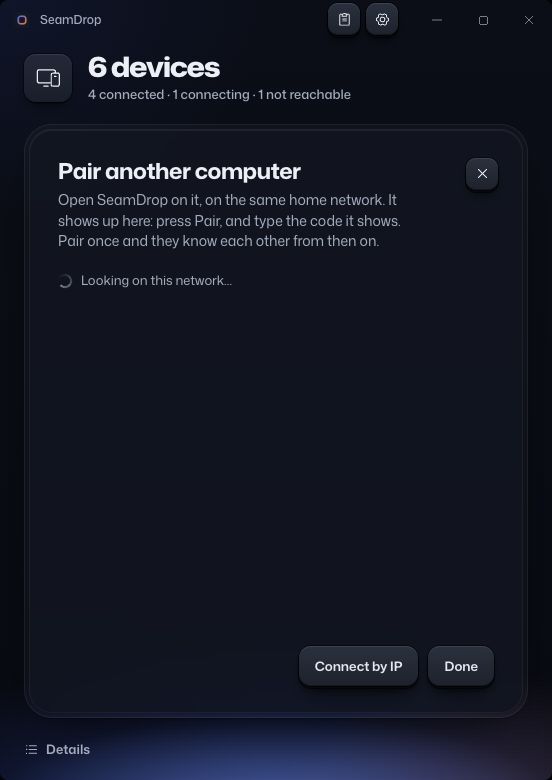 SeamDrop
6 devices
4 connected · 1 connecting · 1 not reachable
Pair another computer
Open SeamDrop on it, on the same home network. It
shows up here: press Pair, and type the code it shows.
Pair once and they know each other from then on.
Looking on this network...
Connect by IP
Done
Details